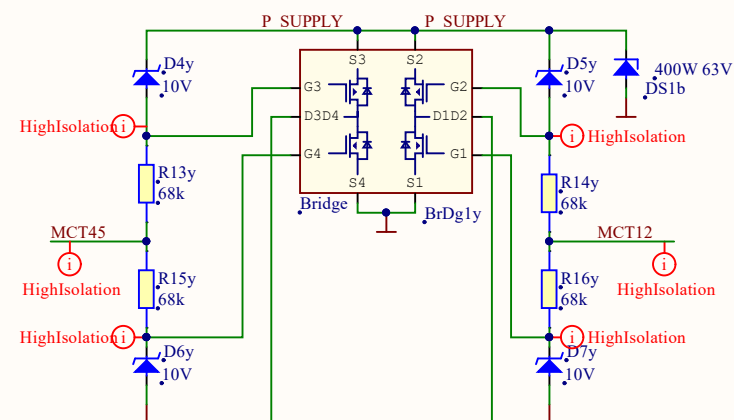 P_SUPPLY
P_SUPPLY
D4y
10V
S3
S2
D5y
10V
400W 63V
DS1b
G3
G2
HighIsolation i
i HighIsolation
D3D4
D1D2
G4
G1
R13y
68k
R14y
68k
S4
S1
Bridge
BrDg1y
MCT45
MCT12
i
i
HighIsolation
HighIsolation
R15y
68k
R16y
68k
HighIsolation i
i HighIsolation
D6y
10V
D7y
10V